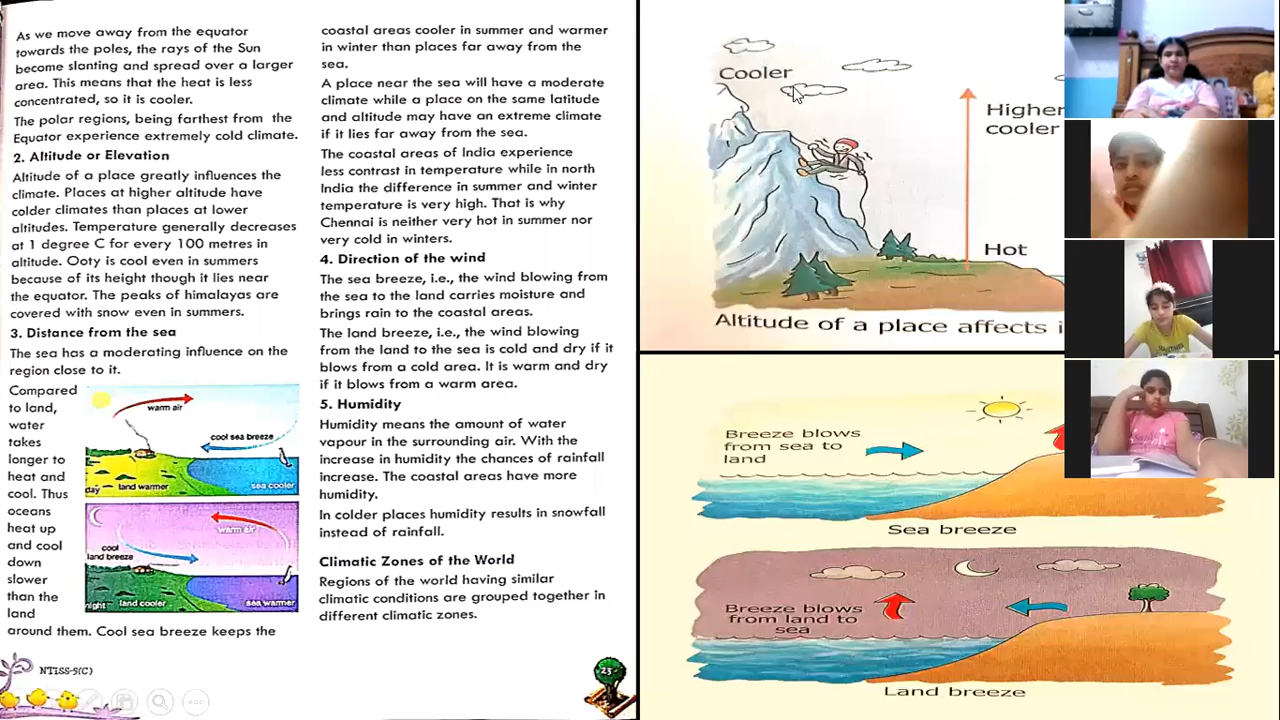 As we move away from the equator
towards the poles, the rays of the Sun
become slanting and spread over a larger
area. This means that the heat is less
concentrated, so it is cooler.
The polar regions, being farthest from the
Equator experience extremely cold climate.
2. Altitude or Elevation
Altitude of a place greatly influences the
climate. Places at higher altitude have
colder climates than places at lower
altitudes. Temperature generally decreases
at 1 degree C for every 100 metres in
altitude. Ooty is cool even in summers
because of its height though it lies near
the equator. The peaks of himalayas are
covered with snow even in summers.
3. Distance from the sea
The sea has a moderating influence on the
region close to it.
Compared
to land,
water
takes
longer to
heat and
cool. Thus
oceans
heat up
and cool
down
slower
than the
land
around them. Cool sea breeze keeps the
warm air
cool sea breeze
day
land warmer
sea cooler
warm air
cool
land breeze
night
land cooler
sea warmer
NTISS-5(C)
coastal areas cooler in summer and warmer
in winter than places far away from the
sea.
A place near the sea will have a moderate
climate while a place on the same latitude
and altitude may have an extreme climate
if it lies far away from the sea.
The coastal areas of India experience
less contrast in temperature while in north
India the difference in summer and winter
temperature is very high. That is why
Chennai is neither very hot in summer nor
very cold in winters.
4. Direction of the wind
The sea breeze, i.e., the wind blowing from
the sea to the land carries moisture and
brings rain to the coastal areas.
The land breeze, i.e., the wind blowing
from the land to the sea is cold and dry if it
blows from a cold area. It is warm and dry
if it blows from a warm area.
5. Humidity
Humidity means the amount of water
vapour in the surrounding air. With the
increase in humidity the chances of rainfall
increase. The coastal areas have more
humidity.
In colder places humidity results in snowfall
instead of rainfall.
Climatic Zones of the World
Regions of the world having similar
climatic conditions are grouped together in
different climatic zones.
23
Cooler
Higher
cooler
Hot
Altitude of a place affects i
Breeze blows
from sea to
land
Sea breeze
Breeze blows
from land to
sea
Land breeze